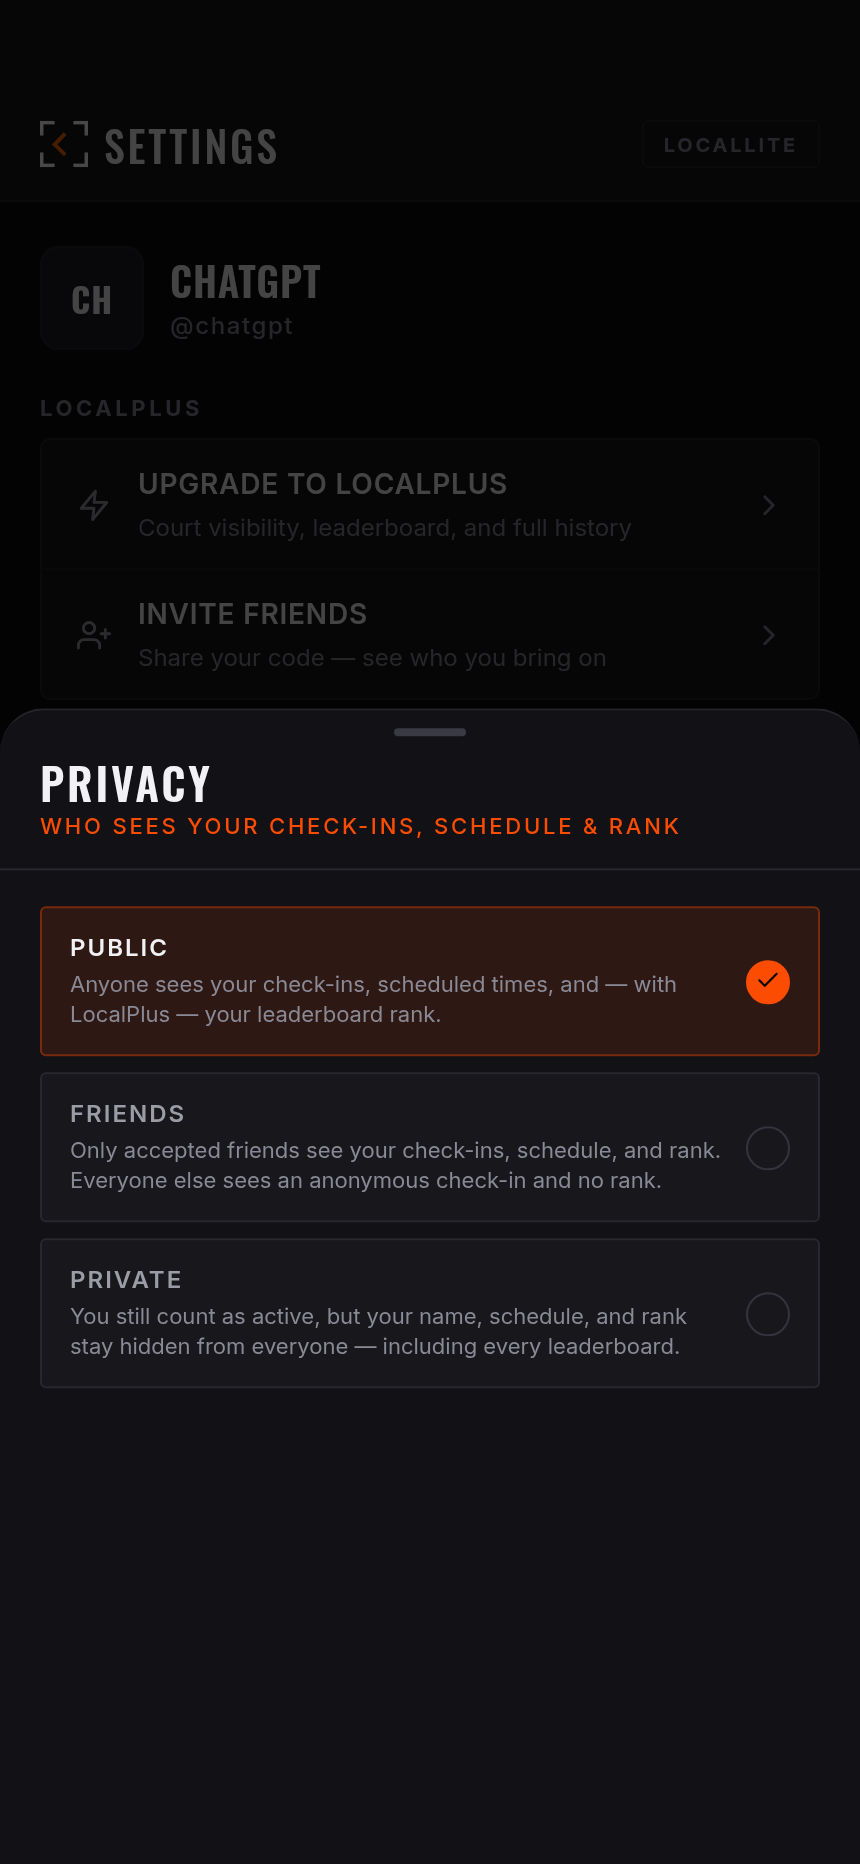 SETTINGS
LOCALLITE
CH
CHATGPT
@chatgpt
LOCALPLUS
UPGRADE TO LOCALPLUS
Court visibility, leaderboard, and full history
INVITE FRIENDS
Share your code — see who you bring on
PRIVACY
WHO SEES YOUR CHECK-INS, SCHEDULE & RANK
PUBLIC
Anyone sees your check-ins, scheduled times, and — with
LocalPlus — your leaderboard rank.
FRIENDS
Only accepted friends see your check-ins, schedule, and rank.
Everyone else sees an anonymous check-in and no rank.
PRIVATE
You still count as active, but your name, schedule, and rank
stay hidden from everyone — including every leaderboard.